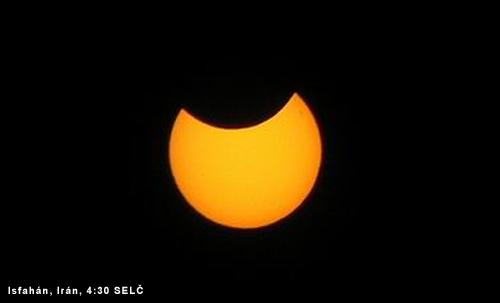 Isfahán, Irán, 4:30 SELČ